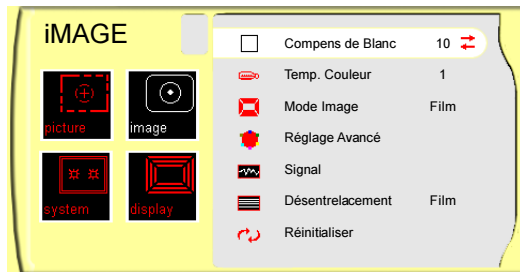 iMAGE
picture
image
system
display
Compens de Blanc 10
Temp. Couleur 1
Mode Image Film
Réglage Avancé
Signal
Désentrelacement Film
Réinitialiser